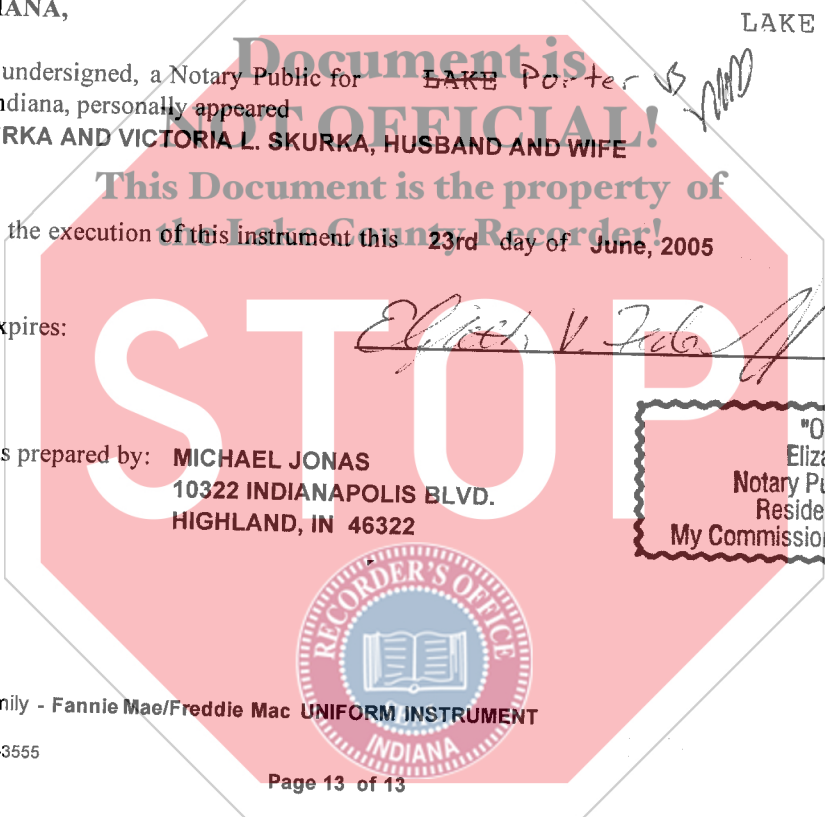 IANA,
LAKE
undersigned, a Notary Public for LAKE Porter VS
ndiana, personally appeared
RKA AND VICTORIA L. SKURKA, HUSBAND AND WIFE
Document is
NOT OFFICIAL!
This Document is the property of
the Lake County Recorder!
the execution of this instrument this 23rd day of June, 2005
xpires:
STOP
"O
Eliza
Notary Pu
Reside
My Commissio
s prepared by: MICHAEL JONAS
10322 INDIANAPOLIS BLVD.
HIGHLAND, IN 46322
RECORDER'S OFFICE
INDIANA
nily - Fannie Mae/Freddie Mac UNIFORM INSTRUMENT
3555
Page 13 of 13